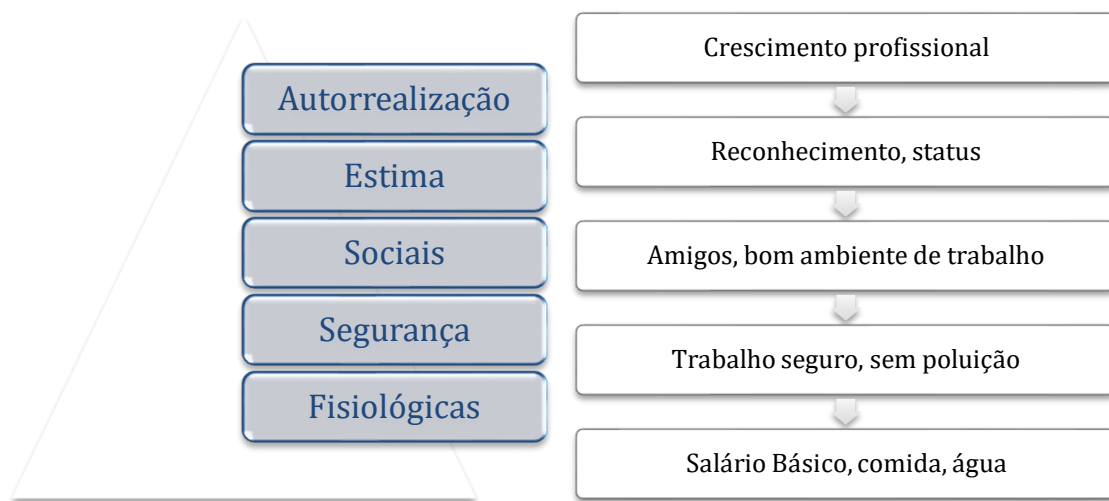 Autorrealização
Estima
Sociais
Segurança
Fisiológicas
Crescimento profissional
Reconhecimento, status
Amigos, bom ambiente de trabalho
Trabalho seguro, sem poluição
Salário Básico, comida, água